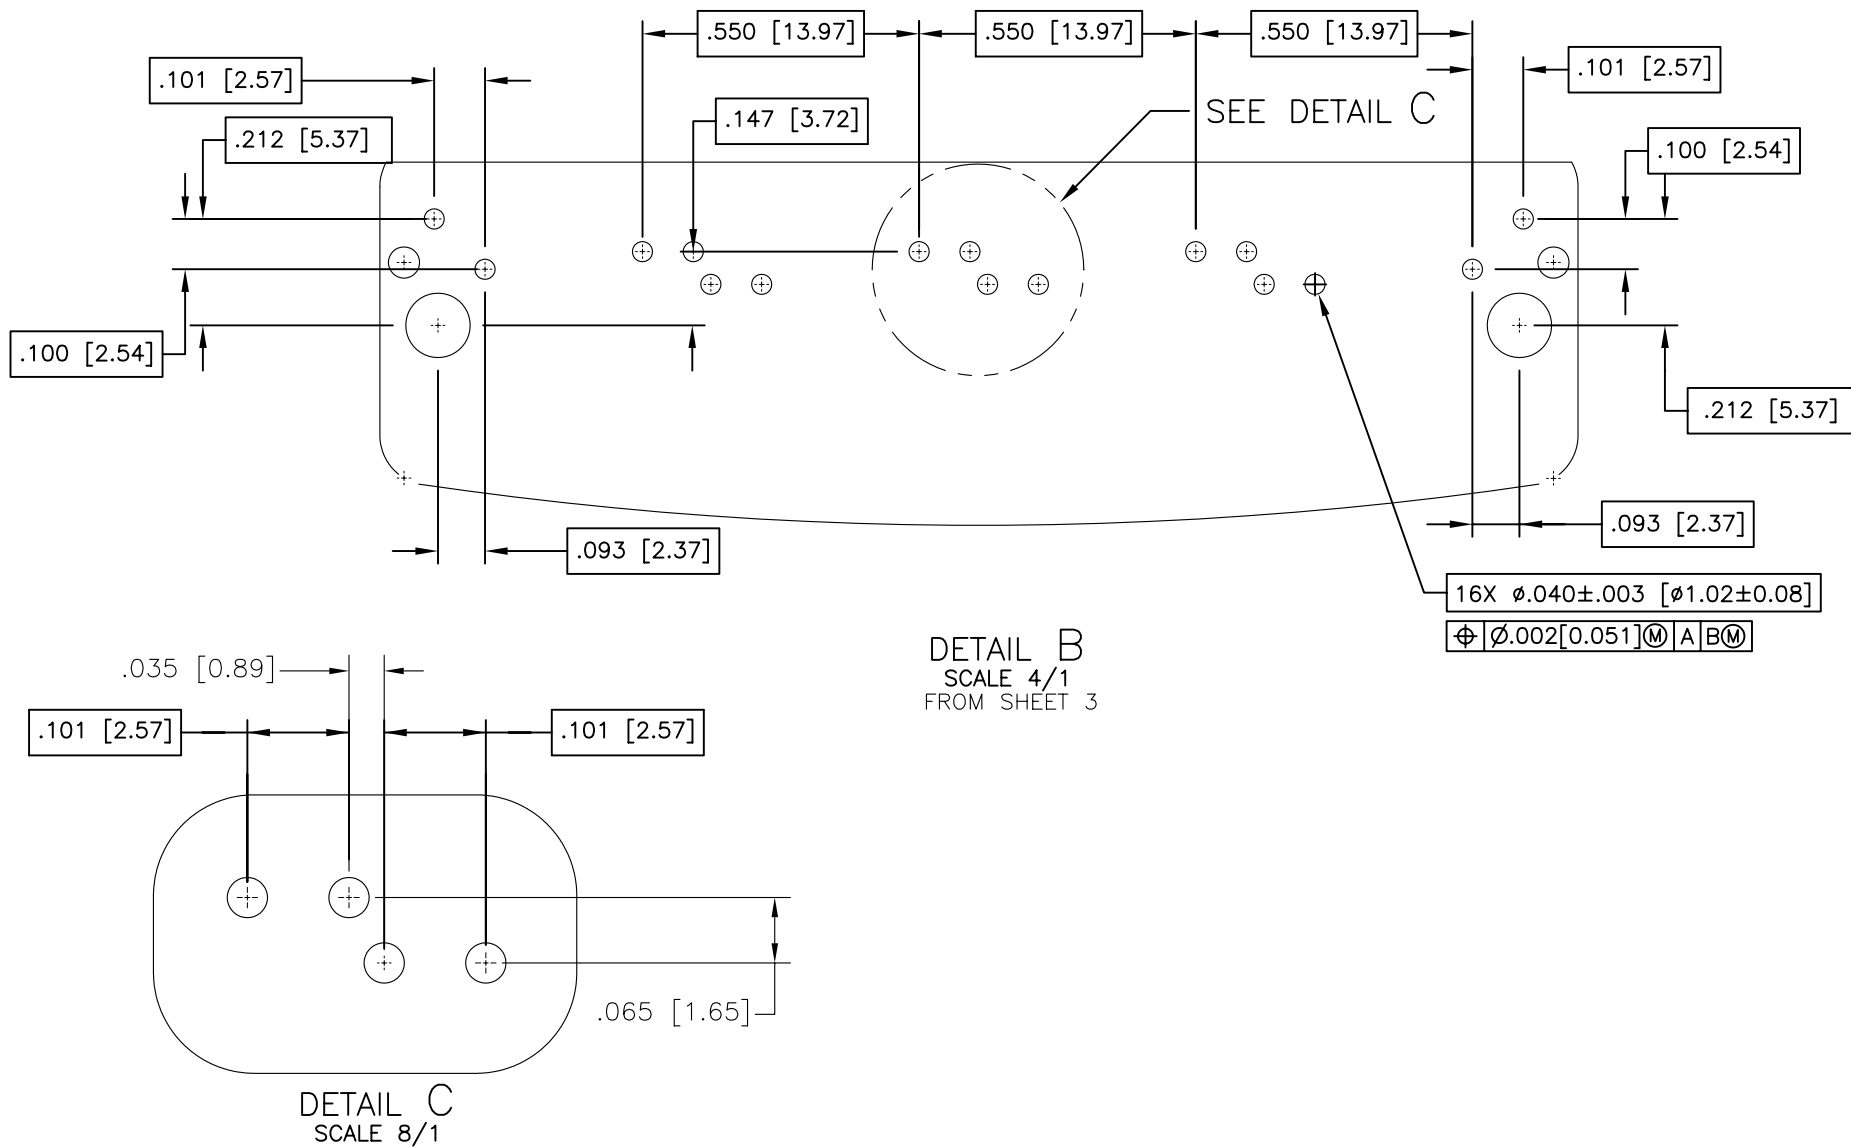 .550 [13.97]
.550 [13.97]
.550 [13.97]
.101 [2.57]
.101 [2.57]
.147 [3.72]
SEE DETAIL C
.212 [5.37]
.100 [2.54]
.100 [2.54]
.212 [5.37]
.093 [2.37]
.093 [2.37]
16X ⌀.040±.003 [⌀1.02±0.08]
⌖ ⌀.002[0.051]Ⓜ A BⓂ
DETAIL B
SCALE 4/1
FROM SHEET 3
.035 [0.89]
.101 [2.57]
.101 [2.57]
.065 [1.65]
DETAIL C
SCALE 8/1